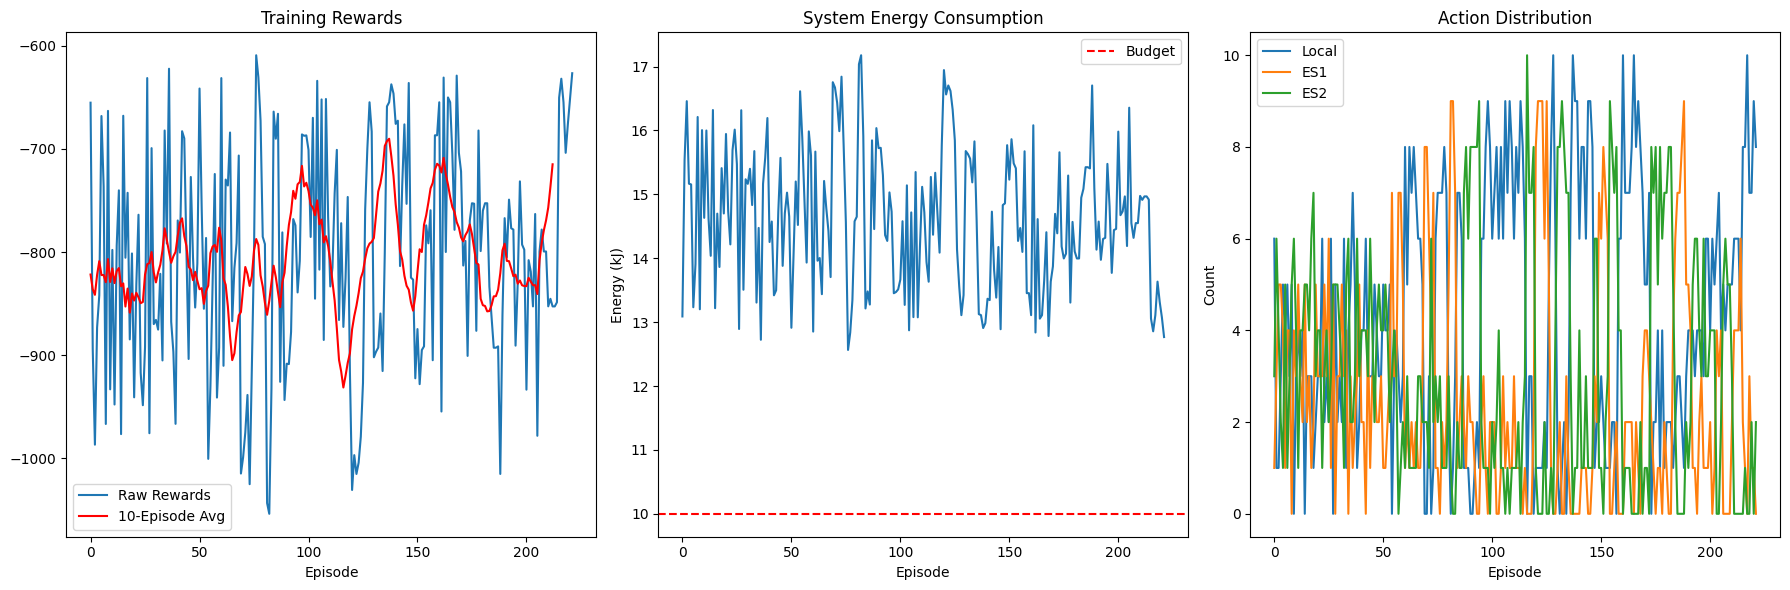 Training Rewards
−600
−700
−800
−900
−1000
Raw Rewards
10-Episode Avg
0
50
100
150
200
Episode
System Energy Consumption
Energy (kJ)
17
16
15
14
13
12
11
10
Budget
0
50
100
150
200
Episode
Action Distribution
Count
10
8
6
4
2
0
Local
ES1
ES2
0
50
100
150
200
Episode